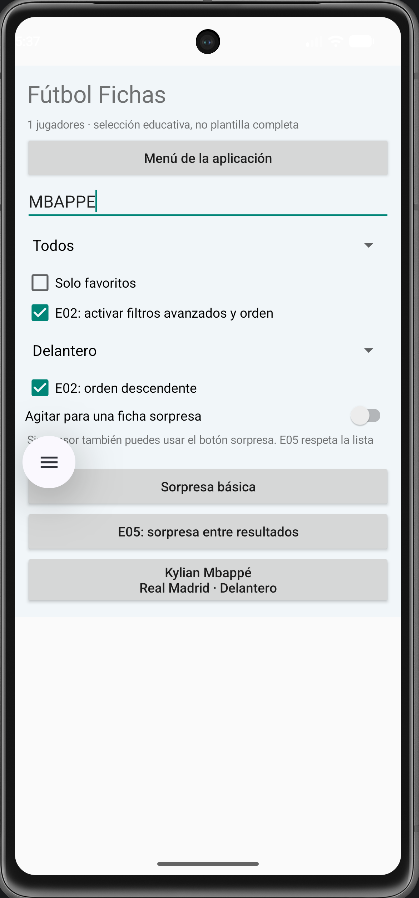 Fútbol Fichas
1 jugadores · selección educativa, no plantilla completa
Menú de la aplicación
MBAPPE
Todos
Solo favoritos
E02: activar filtros avanzados y orden
Delantero
E02: orden descendente
Agitar para una ficha sorpresa
también puedes usar el botón sorpresa. E05 respeta la lista
Sorpresa básica
E05: sorpresa entre resultados
Kylian Mbappé
Real Madrid · Delantero